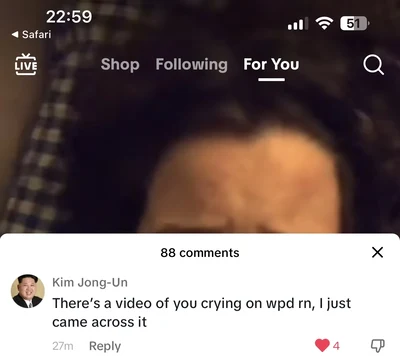 22:59
51
◀ Safari
LIVE
Shop Following For You
88 comments
Kim Jong-Un
There's a video of you crying on wpd rn, I just
came across it
27m Reply
4